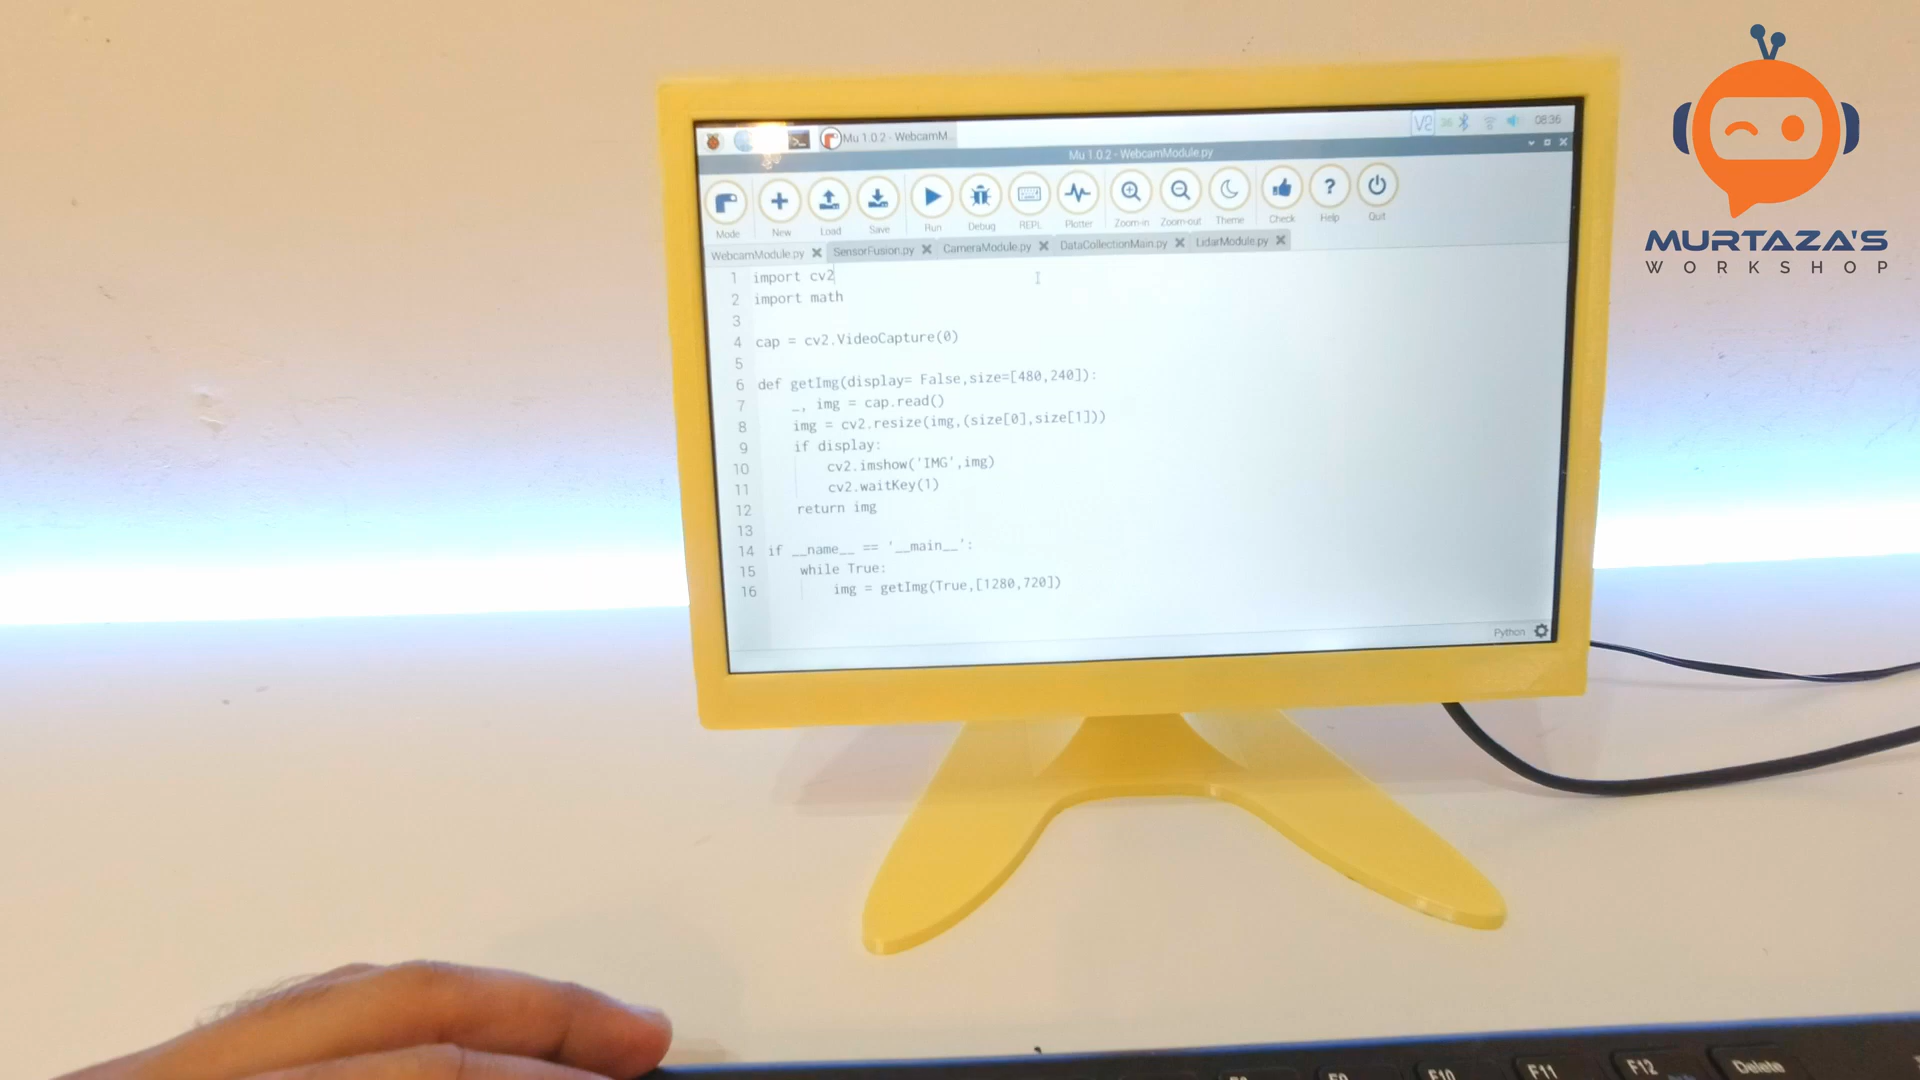 Mu 1.0.2 - WebcamM...
V2
08:36
Mu 1.0.2 - WebcamModule.py
Mode New Load Save Run Debug REPL Plotter Zoom-in Zoom-out Theme Check Help Quit
WebcamModule.py SensorFusion.py CameraModule.py DataCollectionMain.py LidarModule.py
1 import cv2
2 import math
3
4 cap = cv2.VideoCapture(0)
5
6 def getImg(display= False,size=[480,240]):
7 _, img = cap.read()
8 img = cv2.resize(img,(size[0],size[1]))
9 if display:
10 cv2.imshow('IMG',img)
11 cv2.waitKey(1)
12 return img
13
14 if __name__ == '__main__':
15 while True:
16 img = getImg(True,[1280,720])
Python
MURTAZA'S
WORKSHOP
F10 F11 F12 Delete